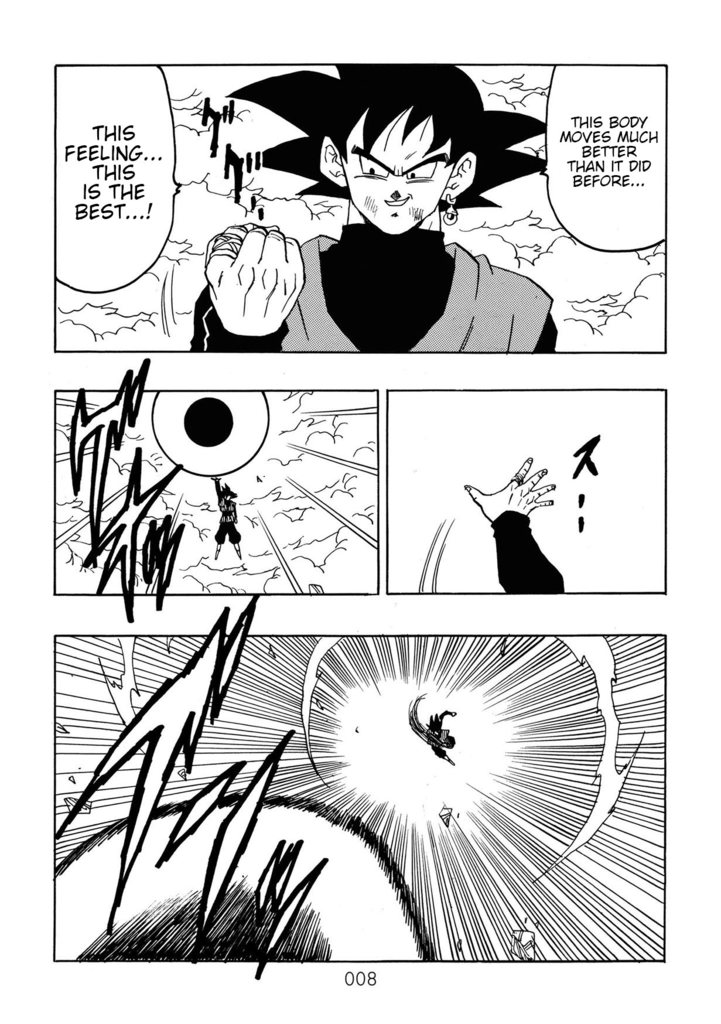 THIS BODY
MOVES MUCH
BETTER
THAN IT DID
BEFORE...
THIS
FEELING...
THIS
IS THE
BEST...!
ス…
008